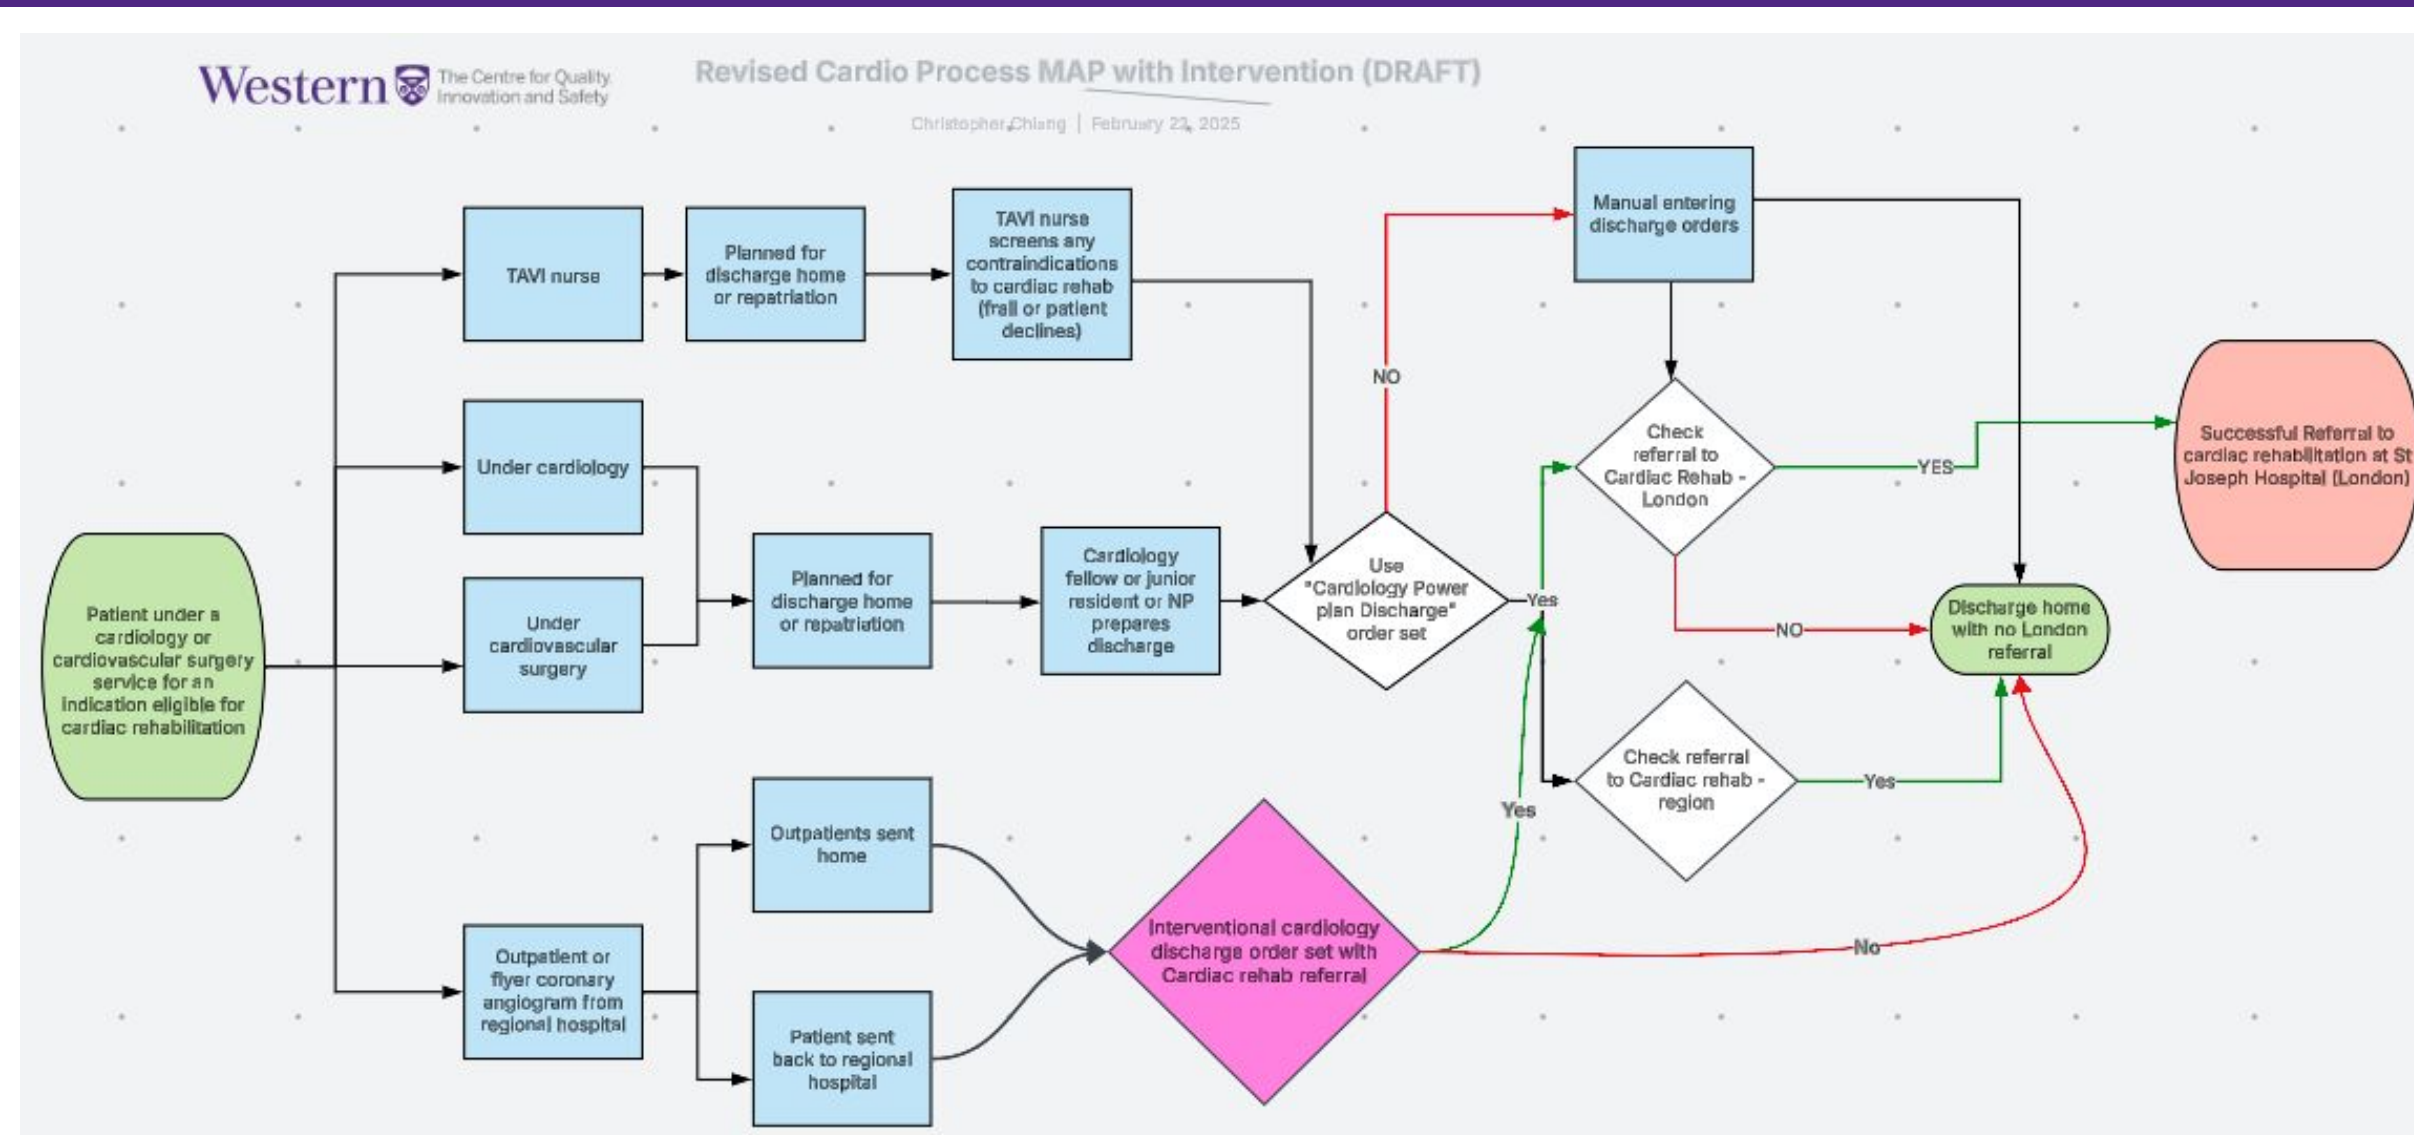 Western
The Centre for Quality
Innovation and Safety
Revised Cardio Process MAP with Intervention (DRAFT)
Christopher Chiang | February 23, 2025
Patient under a
cardiology or
cardiovascular surgery
service for an
indication eligible for
cardiac rehabilitation
TAVI nurse
Planned for
discharge home
or repatriation
TAVI nurse
screens any
contraindications
to cardiac rehab
(frail or patient
declines)
Under cardiology
Under
cardiovascular
surgery
Planned for
discharge home
or repatriation
Cardiology
fellow or junior
resident or NP
prepares
discharge
Outpatient or
flyer coronary
angiogram from
regional hospital
Outpatients sent
home
Patient sent
back to regional
hospital
Interventional cardiology
discharge order set with
Cardiac rehab referral
Use
"Cardiology Power
plan Discharge"
order set
NO
Yes
Yes
No
Manual entering
discharge orders
Check
referral to
Cardiac Rehab -
London
YES
NO
Check referral
to Cardiac rehab -
region
Yes
Discharge home
with no London
referral
Successful Referral to
cardiac rehabilitation at St
Joseph Hospital (London)